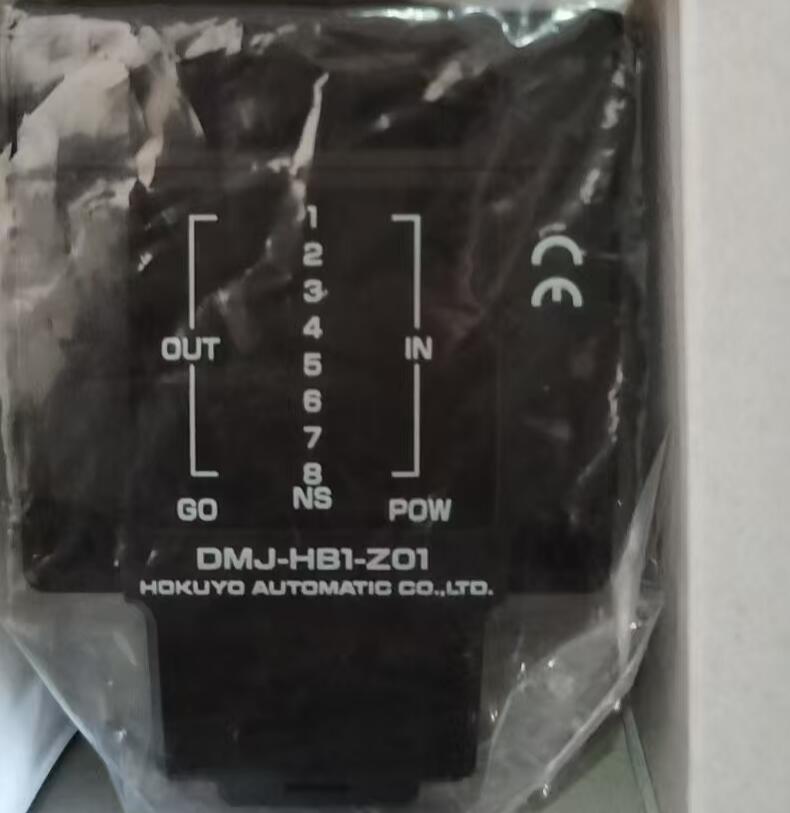 1
2
3
4
OUT IN
5
6
7
8
GO NS POW
DMJ-HB1-Z01
HOKUYO AUTOMATIC CO.,LTD.
CE